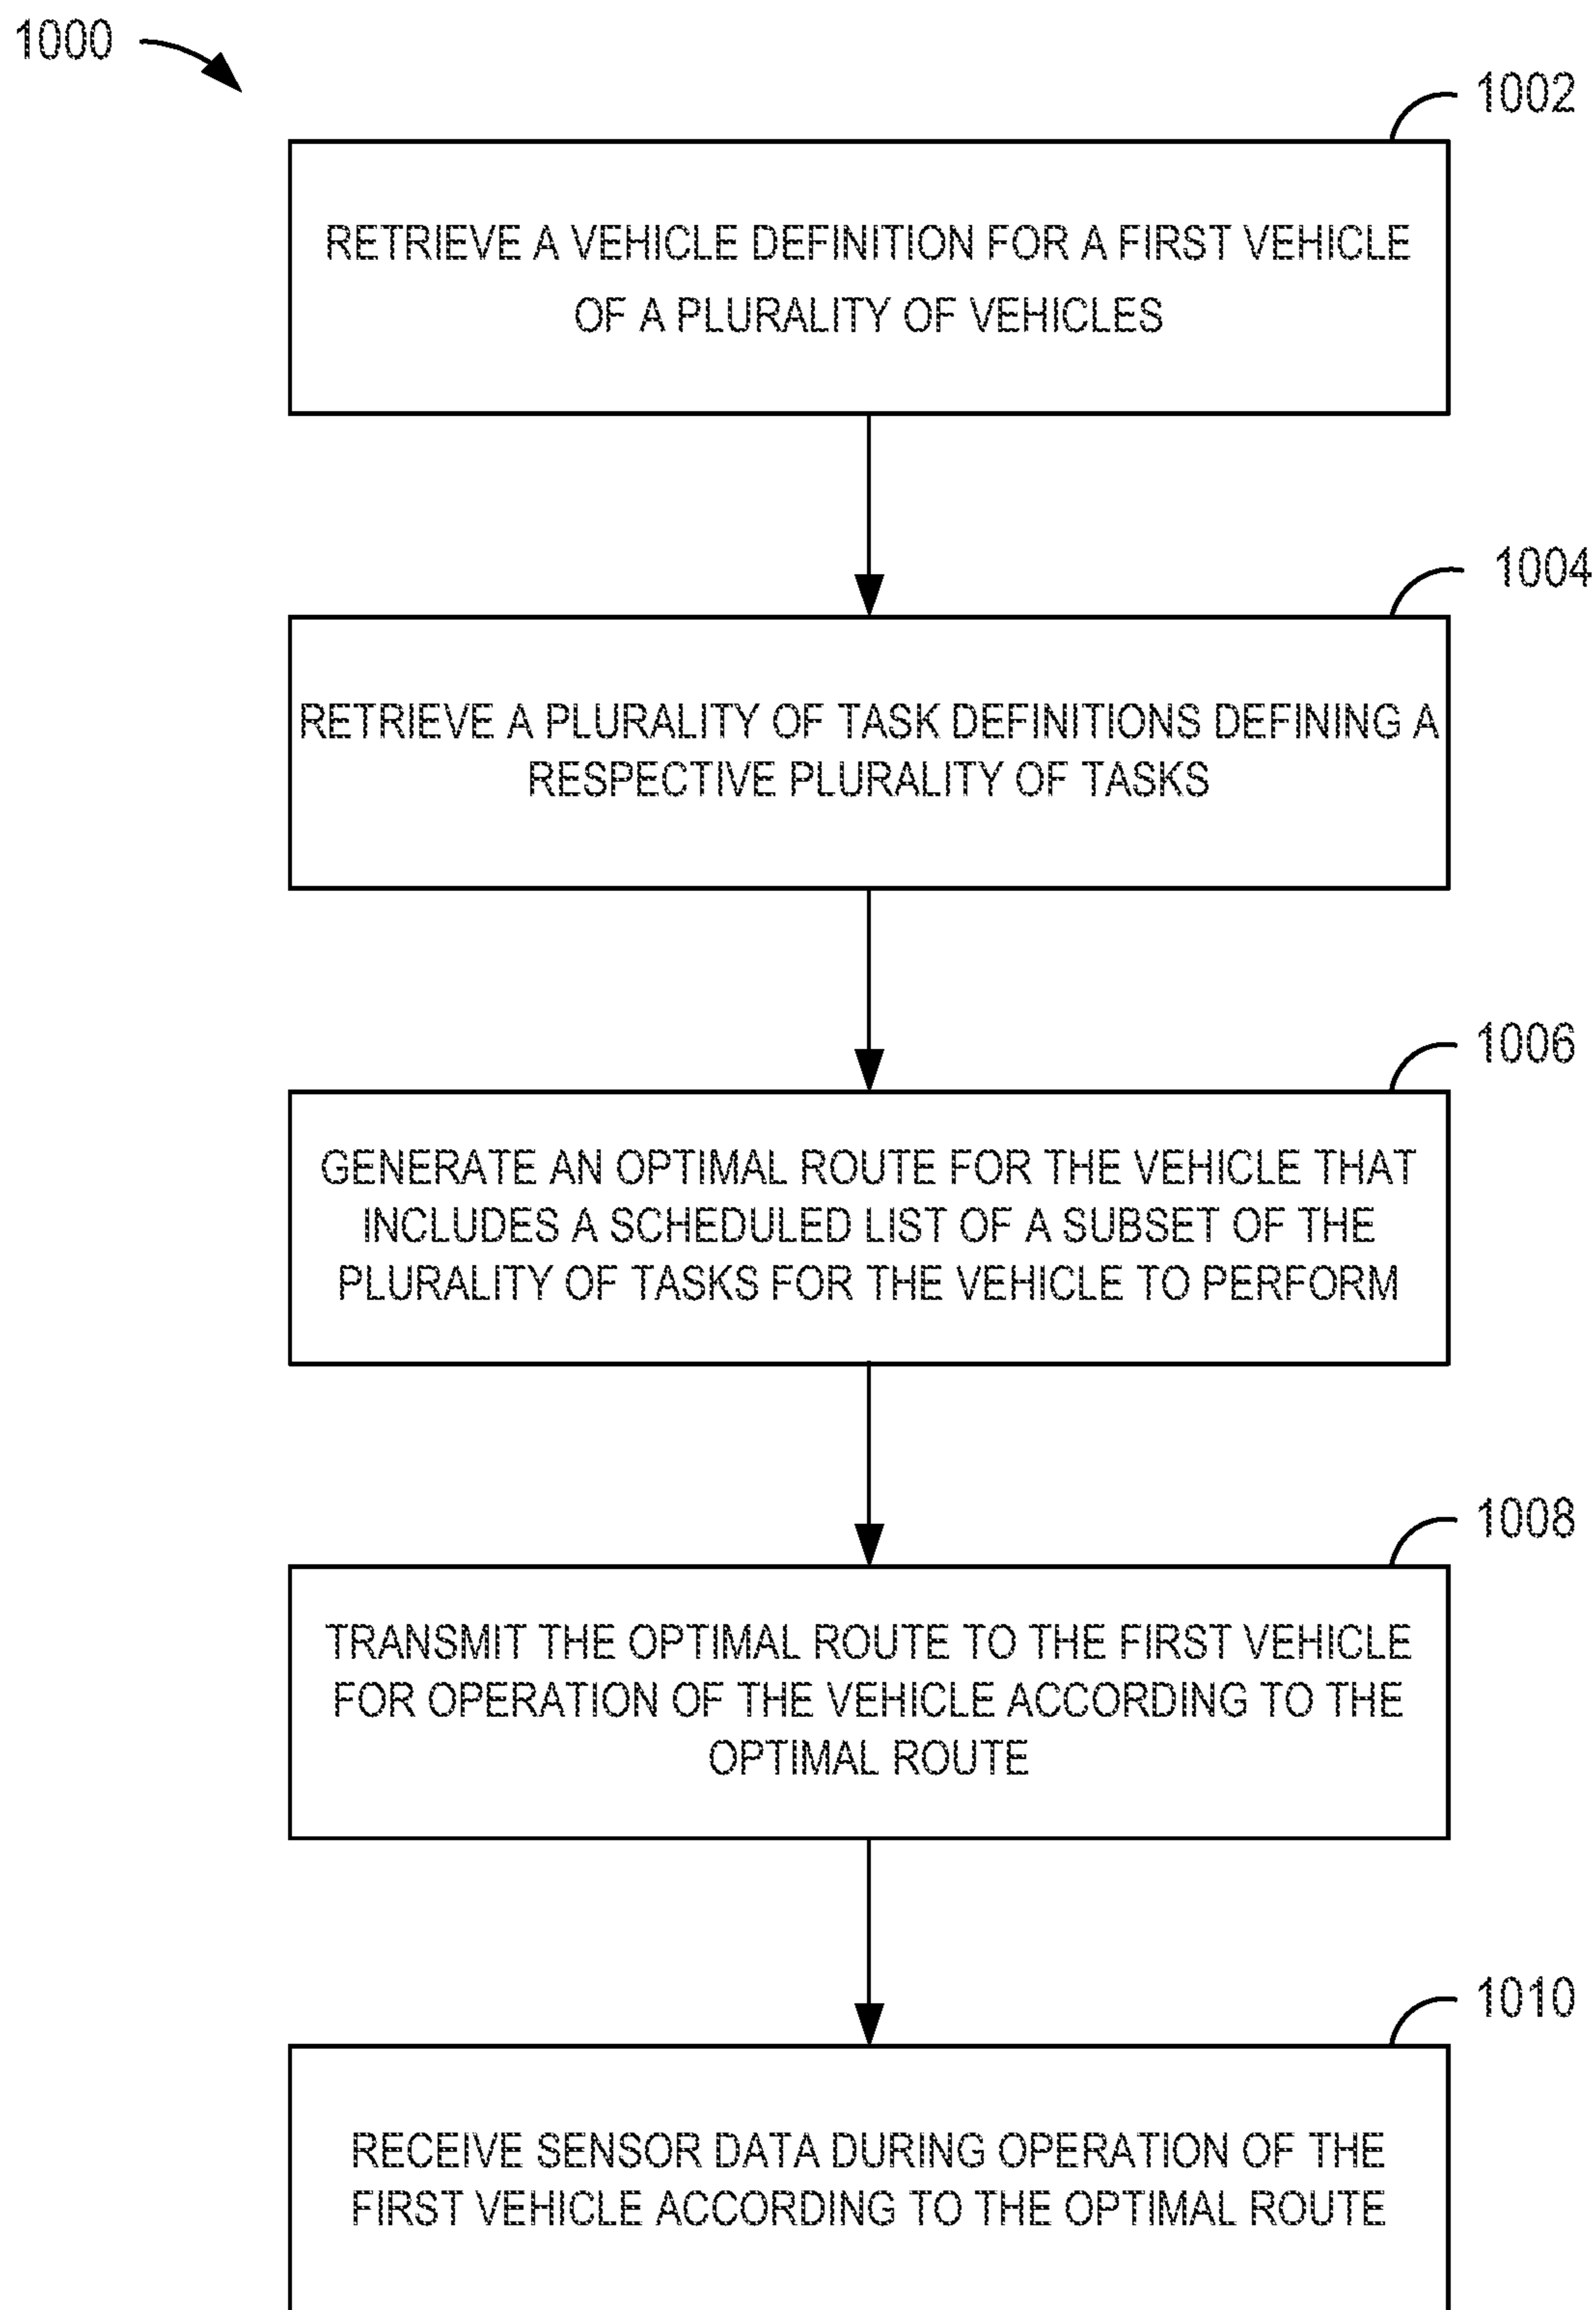 1000
1002
RETRIEVE A VEHICLE DEFINITION FOR A FIRST VEHICLE
OF A PLURALITY OF VEHICLES
1004
RETRIEVE A PLURALITY OF TASK DEFINITIONS DEFINING A
RESPECTIVE PLURALITY OF TASKS
1006
GENERATE AN OPTIMAL ROUTE FOR THE VEHICLE THAT
INCLUDES A SCHEDULED LIST OF A SUBSET OF THE
PLURALITY OF TASKS FOR THE VEHICLE TO PERFORM
1008
TRANSMIT THE OPTIMAL ROUTE TO THE FIRST VEHICLE
FOR OPERATION OF THE VEHICLE ACCORDING TO THE
OPTIMAL ROUTE
1010
RECEIVE SENSOR DATA DURING OPERATION OF THE
FIRST VEHICLE ACCORDING TO THE OPTIMAL ROUTE